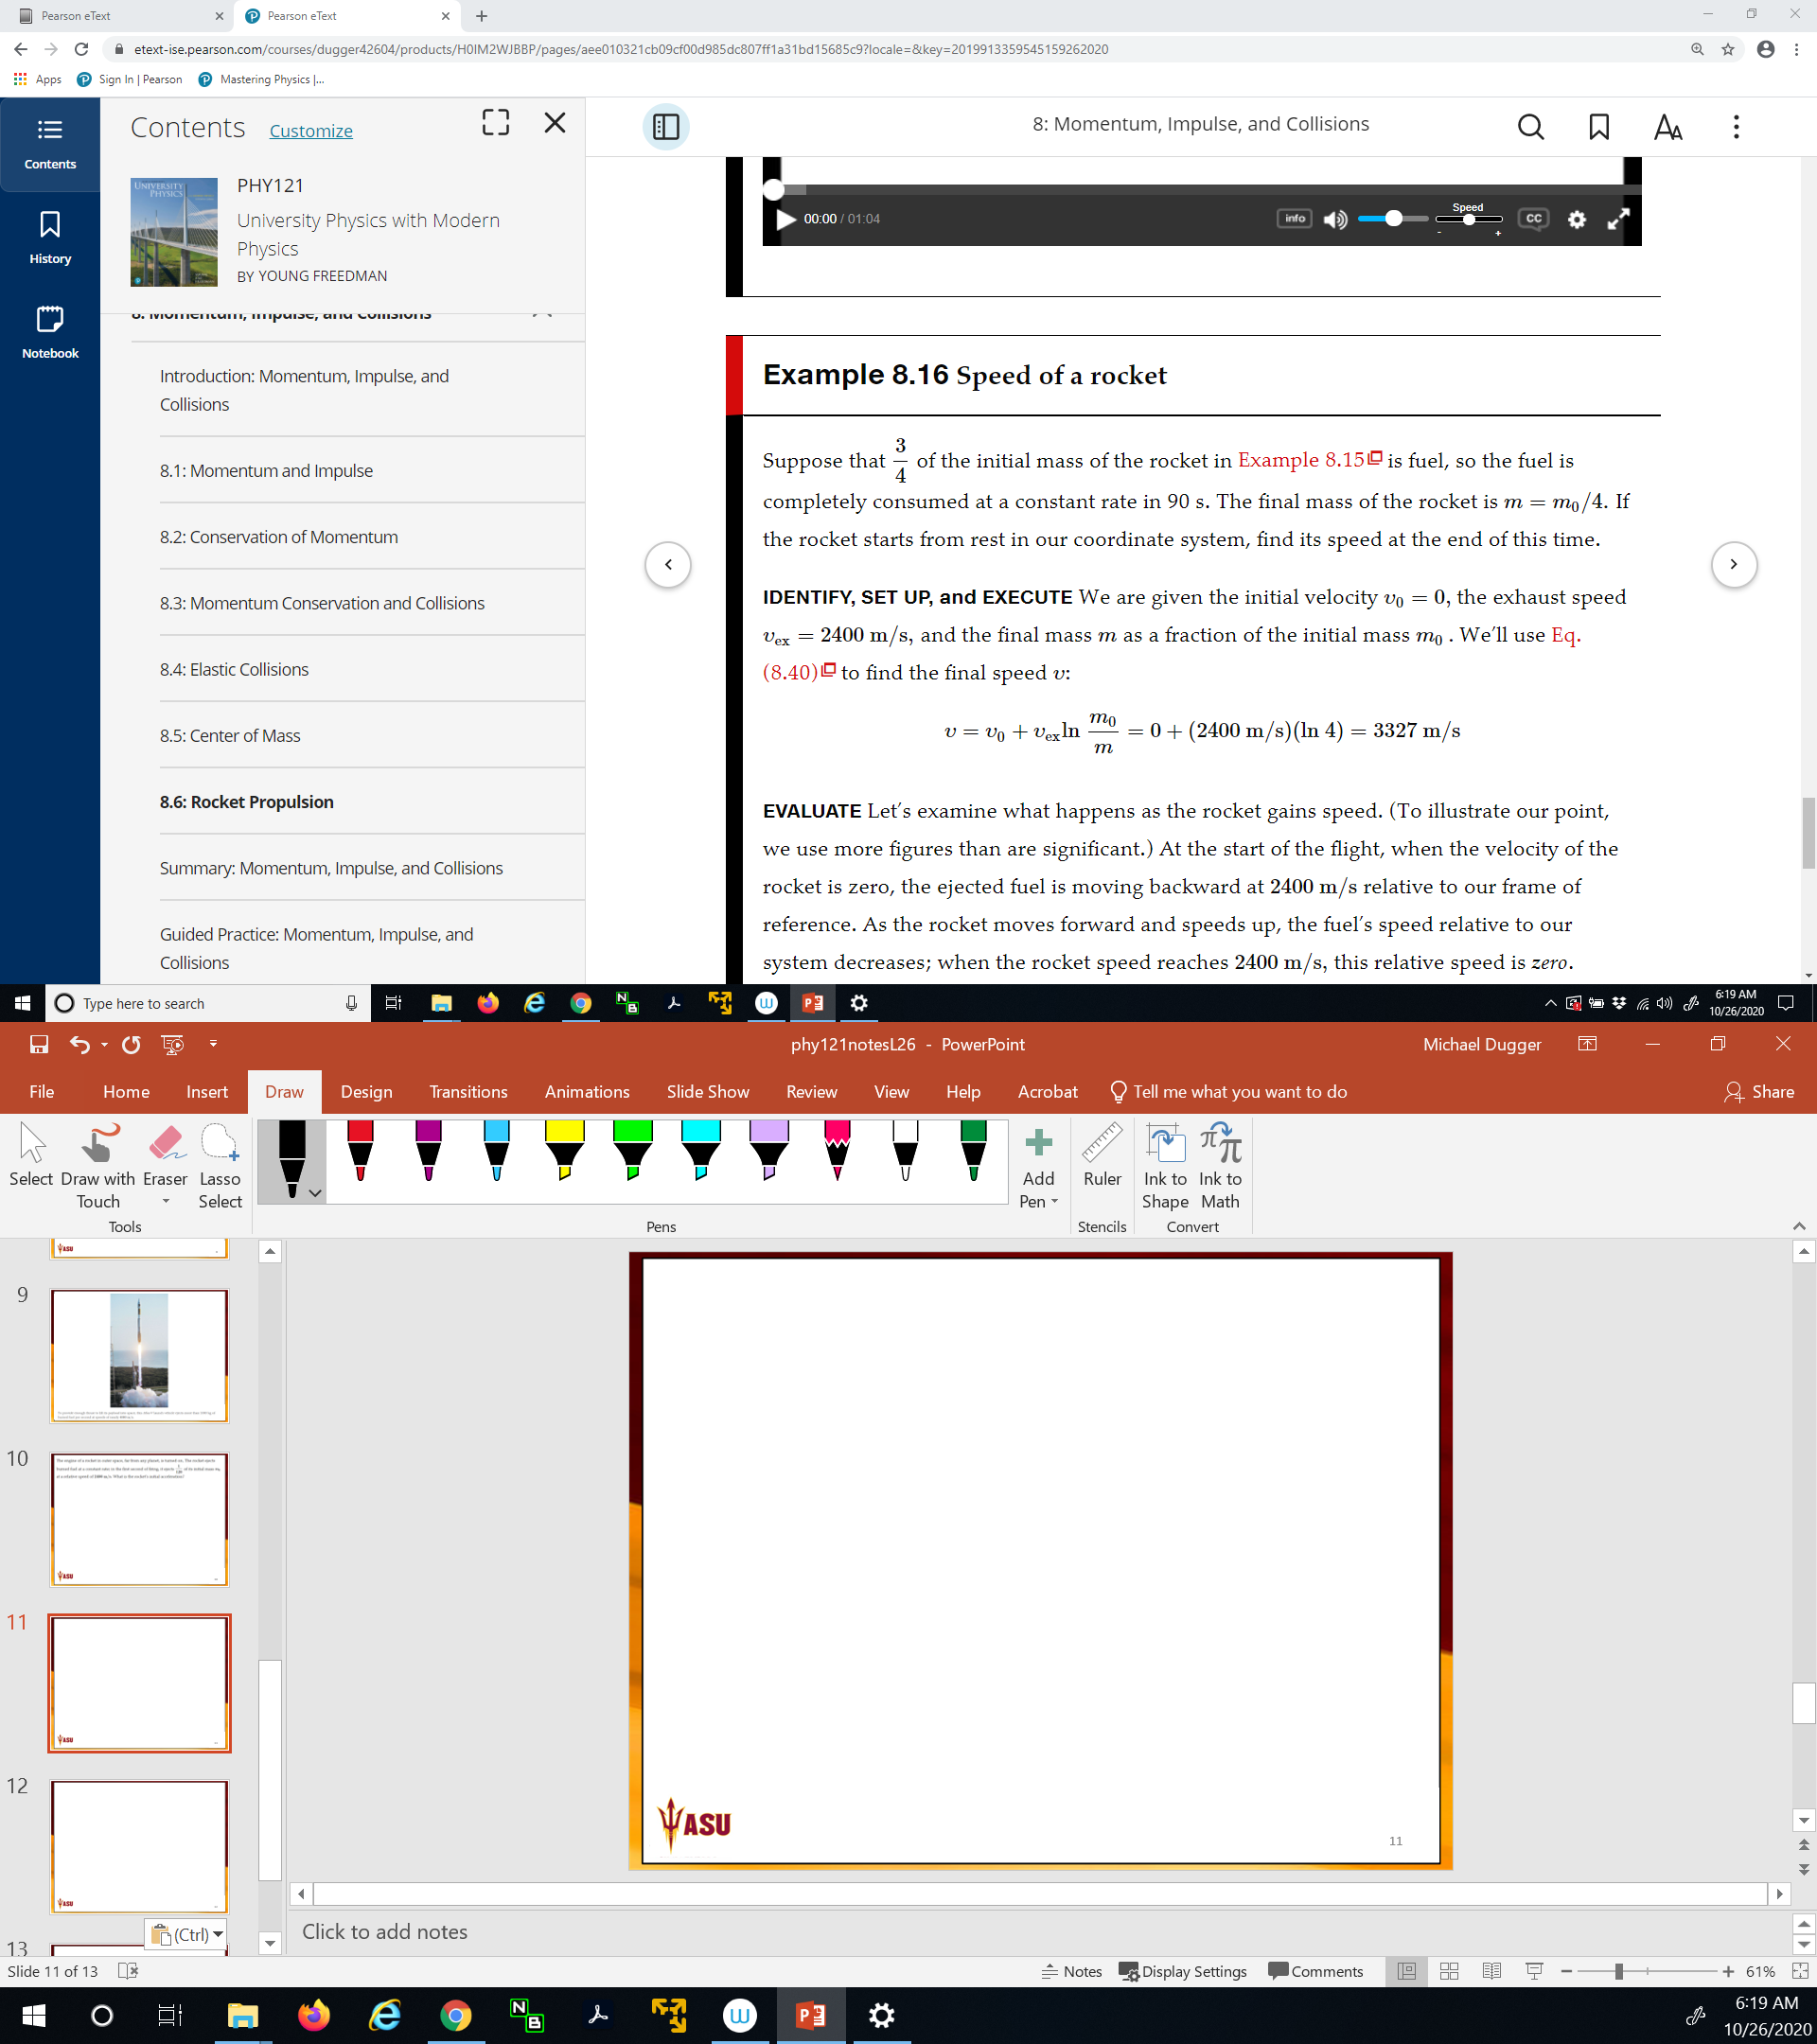 Pearson eText
Pearson eText
etext-ise.pearson.com/courses/dugger42604/products/H0IM2WJBBP/pages/aee010321cb09cf00d985dc807ff1a31bd15685c9?locale=&key=2019913359545159262020
Apps Sign In | Pearson Mastering Physics |...
Contents Customize
Contents
History
Notebook
PHY121
University Physics with Modern
Physics
BY YOUNG FREEDMAN
UNIVERSITY
PHYSICS
8: Momentum, Impulse, and Collisions
Introduction: Momentum, Impulse, and
Collisions
8.1: Momentum and Impulse
8.2: Conservation of Momentum
8.3: Momentum Conservation and Collisions
8.4: Elastic Collisions
8.5: Center of Mass
8.6: Rocket Propulsion
Summary: Momentum, Impulse, and Collisions
Guided Practice: Momentum, Impulse, and
Collisions
8: Momentum, Impulse, and Collisions
00:00 / 01:04 info Speed - + CC
Example 8.16 Speed of a rocket
Suppose that 3/4 of the initial mass of the rocket in Example 8.15 is fuel, so the fuel is
completely consumed at a constant rate in 90 s. The final mass of the rocket is m = m₀/4. If
the rocket starts from rest in our coordinate system, find its speed at the end of this time.
IDENTIFY, SET UP, and EXECUTE We are given the initial velocity v₀ = 0, the exhaust speed
vₑₓ = 2400 m/s, and the final mass m as a fraction of the initial mass m₀ . We'll use Eq.
(8.40) to find the final speed v:
v = v₀ + vₑₓ ln m₀/m = 0 + (2400 m/s)(ln 4) = 3327 m/s
EVALUATE Let's examine what happens as the rocket gains speed. (To illustrate our point,
we use more figures than are significant.) At the start of the flight, when the velocity of the
rocket is zero, the ejected fuel is moving backward at 2400 m/s relative to our frame of
reference. As the rocket moves forward and speeds up, the fuel's speed relative to our
system decreases; when the rocket speed reaches 2400 m/s, this relative speed is zero.
Type here to search
6:19 AM
10/26/2020
phy121notesL26 - PowerPoint Michael Dugger
File Home Insert Draw Design Transitions Animations Slide Show Review View Help Acrobat Tell me what you want to do Share
Select Draw with Touch Eraser Lasso Select
Tools
Pens
Add Pen
Ruler
Stencils
Ink to Shape Ink to Math
Convert
ASU
9
10
ASU
11
ASU
12
ASU
(Ctrl)
13
ASU
11
Click to add notes
Slide 11 of 13 Notes Display Settings Comments 61%
6:19 AM
10/26/2020